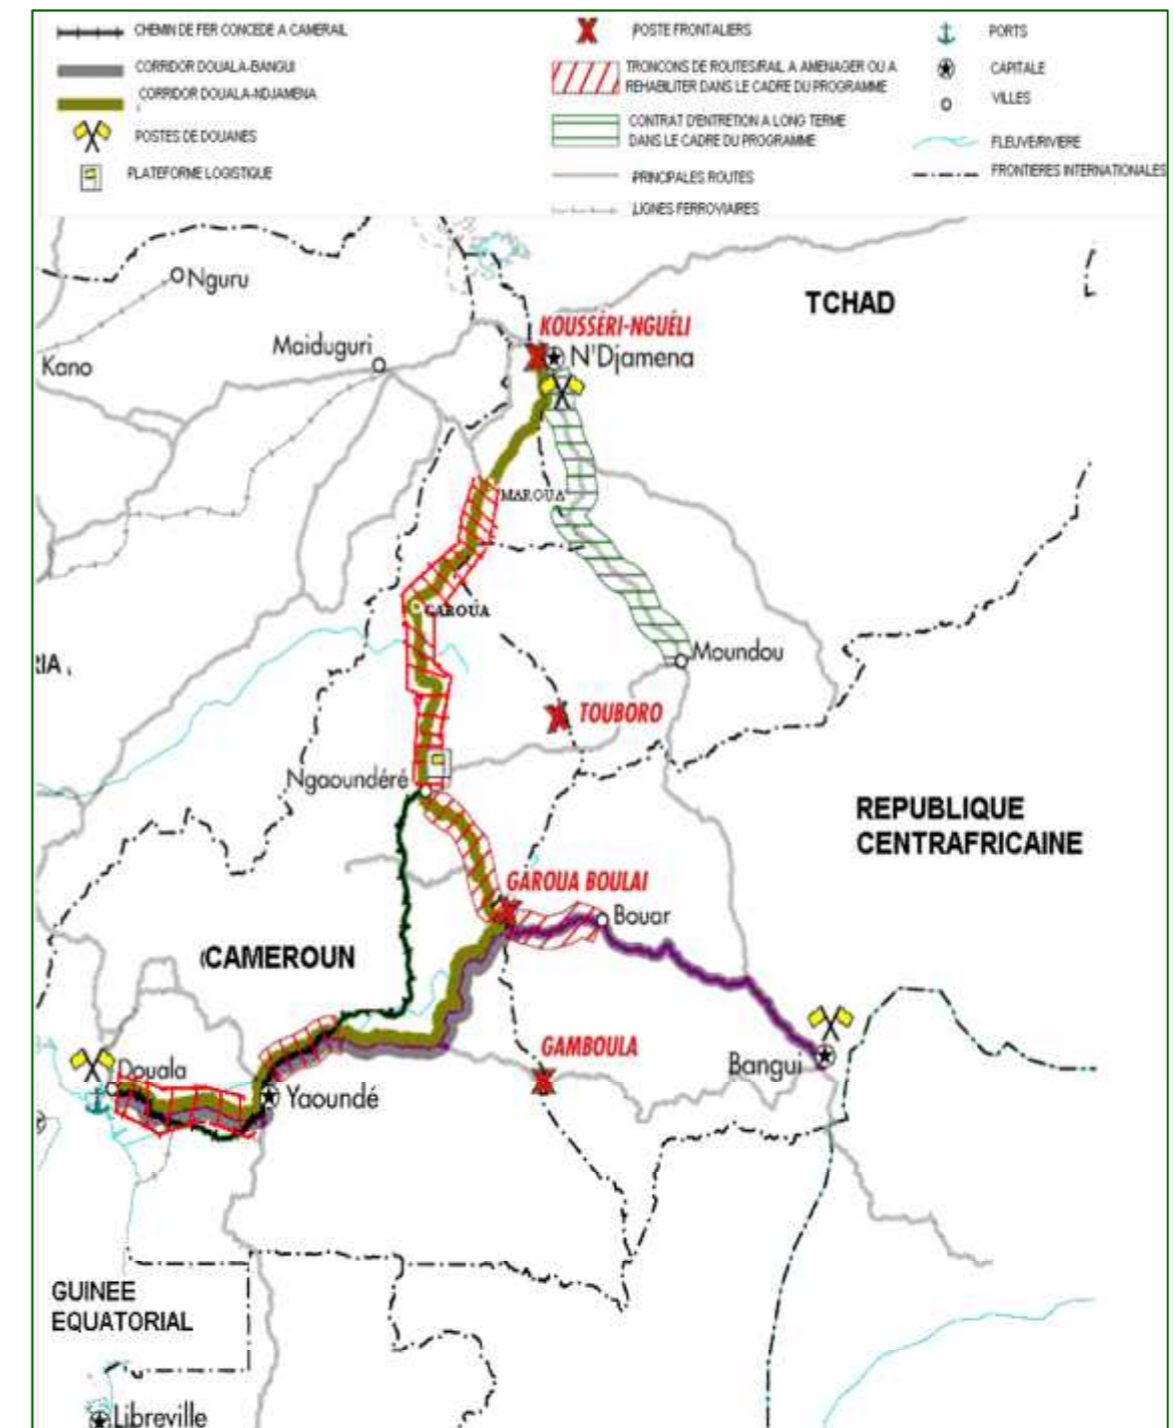 CHEMIN DE FER CONCEDE A CAMERAIL
CORRIDOR DOUALA-BANGUI
CORRIDOR DOUALA-NDJAMENA
POSTES DE DOUANES
PLATEFORME LOGISTIQUE
POSTE FRONTALIERS
TRONCONS DE ROUTES/RAIL A AMENAGER OU A
REHABILITER DANS LE CADRE DU PROGRAMME
CONTRAT D'ENTRETION A LONG TERME
DANS LE CADRE DU PROGRAMME
PRINCIPALES ROUTES
LIGNES FERROVIAIRES
PORTS
CAPITALE
VILLES
FLEUVE/RIVIERE
FRONTIERES INTERNATIONALES
Nguru
TCHAD
KOUSSÉRI-NGUÉLI
Maiduguri
N'Djamena
Kano
MAROUA
GAROUA
Moundou
RIA
TOUBORO
Ngaoundéré
REPUBLIQUE
CENTRAFRICAINE
GAROUA BOULAI
Bouar
CAMEROUN
GAMBOULA
Bangui
Douala
Yaoundé
GUINEE
EQUATORIAL
Libreville